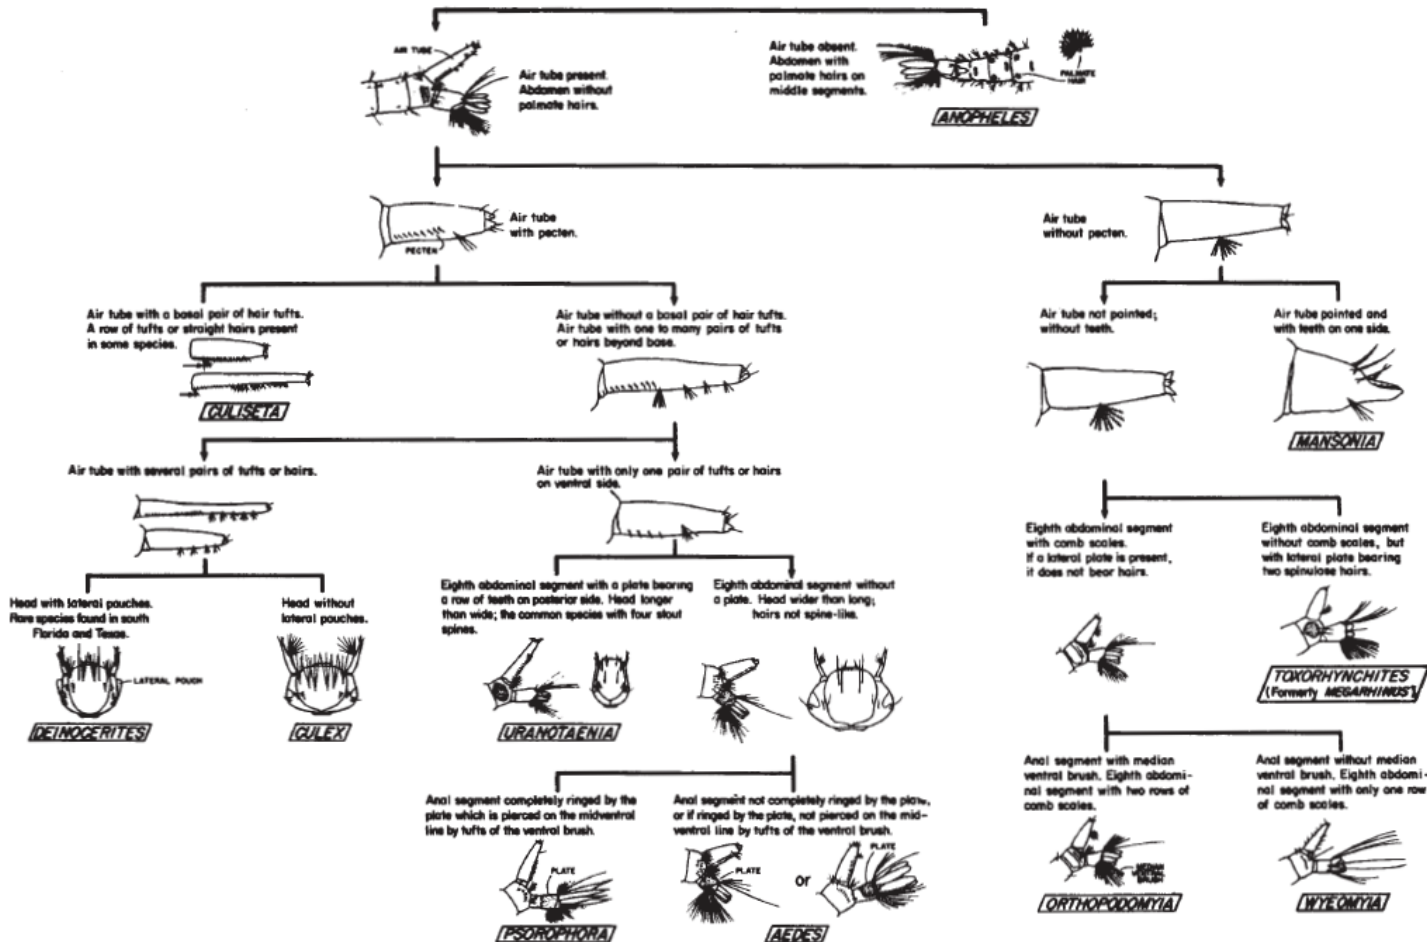 AIR TUBE
Air tube present.
Abdomen without
palmate hairs.
Air tube absent.
Abdomen with
palmate hairs on
middle segments.
PALMATE
HAIR
ANOPHELES
Air tube
with pecten.
PECTEN
Air tube
without pecten.
Air tube with a basal pair of hair tufts.
A row of tufts or straight hairs present
in some species.
CULISETA
Air tube without a basal pair of hair tufts.
Air tube with one to many pairs of tufts
or hairs beyond base.
Air tube not pointed;
without teeth.
Air tube pointed and
with teeth on one side.
MANSONIA
Air tube with several pairs of tufts or hairs.
Air tube with only one pair of tufts or hairs
on ventral side.
Eighth abdominal segment
with comb scales.
If a lateral plate is present,
it does not bear hairs.
Eighth abdominal segment
without comb scales, but
with lateral plate bearing
two spinulose hairs.
TOXORHYNCHITES
(Formerly MEGARHINUS)
Head with lateral pouches.
Rare species found in south
Florida and Texas.
LATERAL POUCH
DEINOCERITES
Head without
lateral pouches.
CULEX
Eighth abdominal segment with a plate bearing
a row of teeth on posterior side. Head longer
than wide; the common species with four stout
spines.
URANOTAENIA
Eighth abdominal segment without
a plate. Head wider than long;
hairs not spine-like.
Anal segment completely ringed by the
plate which is pierced on the midventral
line by tufts of the ventral brush.
PLATE
PSOROPHORA
Anal segment not completely ringed by the plate,
or if ringed by the plate, not pierced on the mid-
ventral line by tufts of the ventral brush.
PLATE
or
PLATE
AEDES
Anal segment with median
ventral brush. Eighth abdomi-
nal segment with two rows of
comb scales.
MEDIAN
VENTRAL
BRUSH
ORTHOPODOMYIA
Anal segment without median
ventral brush. Eighth abdomi-
nal segment with only one row
of comb scales.
WYEOMYIA